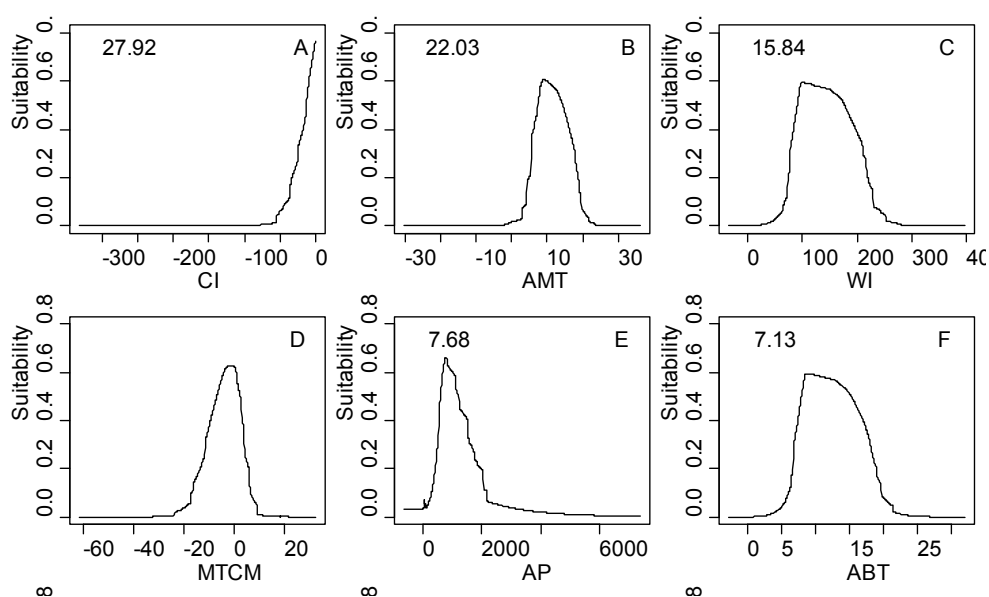 27.92 A
Suitability
0.0 0.2 0.4 0.6 0.
-300 -200 -100 0
CI
22.03 B
Suitability
0.0 0.2 0.4 0.6 0.
-30 -10 10 30
AMT
15.84 C
Suitability
0.0 0.2 0.4 0.6 0.
0 100 200 300 40
WI
D
Suitability
0.0 0.2 0.4 0.6 0.8
-60 -40 -20 0 20
MTCM
7.68 E
Suitability
0.0 0.2 0.4 0.6 0.8
0 2000 6000
AP
7.13 F
Suitability
0.0 0.2 0.4 0.6 0.8
0 5 15 25
ABT
8
8
8